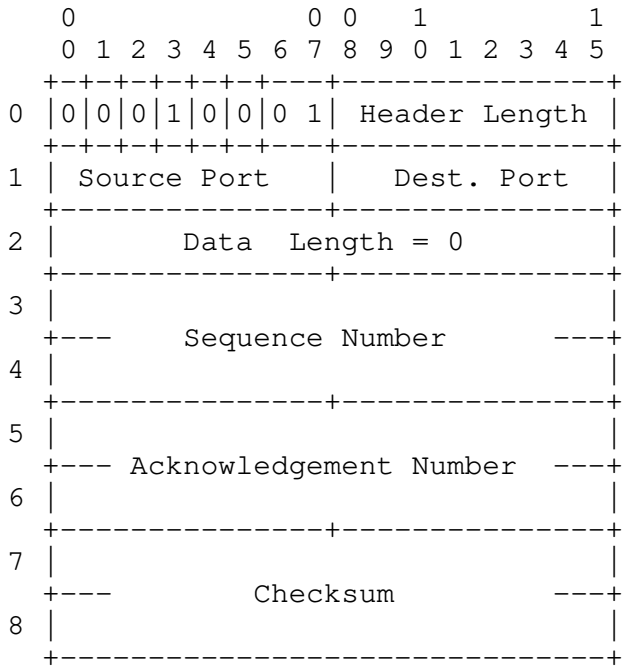 0             0 0   1         1
 0 1 2 3 4 5 6 7 8 9 0 1 2 3 4 5
+-+-+-+-+-+-+---+---------------+
0 |0|0|0|1|0|0|0 1| Header Length |
+-+-+-+-+-+-+---+---------------+
1 | Source Port   |   Dest. Port  |
+---------------+---------------+
2 |       Data  Length = 0        |
+---------------+---------------+
3 |                               |
+---    Sequence Number      ---+
4 |                               |
+---------------+---------------+
5 |                               |
+--- Acknowledgement Number  ---+
6 |                               |
+---------------+---------------+
7 |                               |
+---        Checksum         ---+
8 |                               |
+-------------------------------+